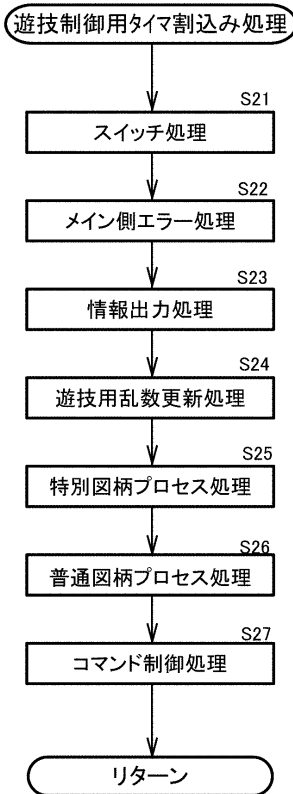 遊技制御用タイマ割込み処理
S21
スイッチ処理
S22
メイン側エラー処理
S23
情報出力処理
S24
遊技用乱数更新処理
S25
特別図柄プロセス処理
S26
普通図柄プロセス処理
S27
コマンド制御処理
リターン